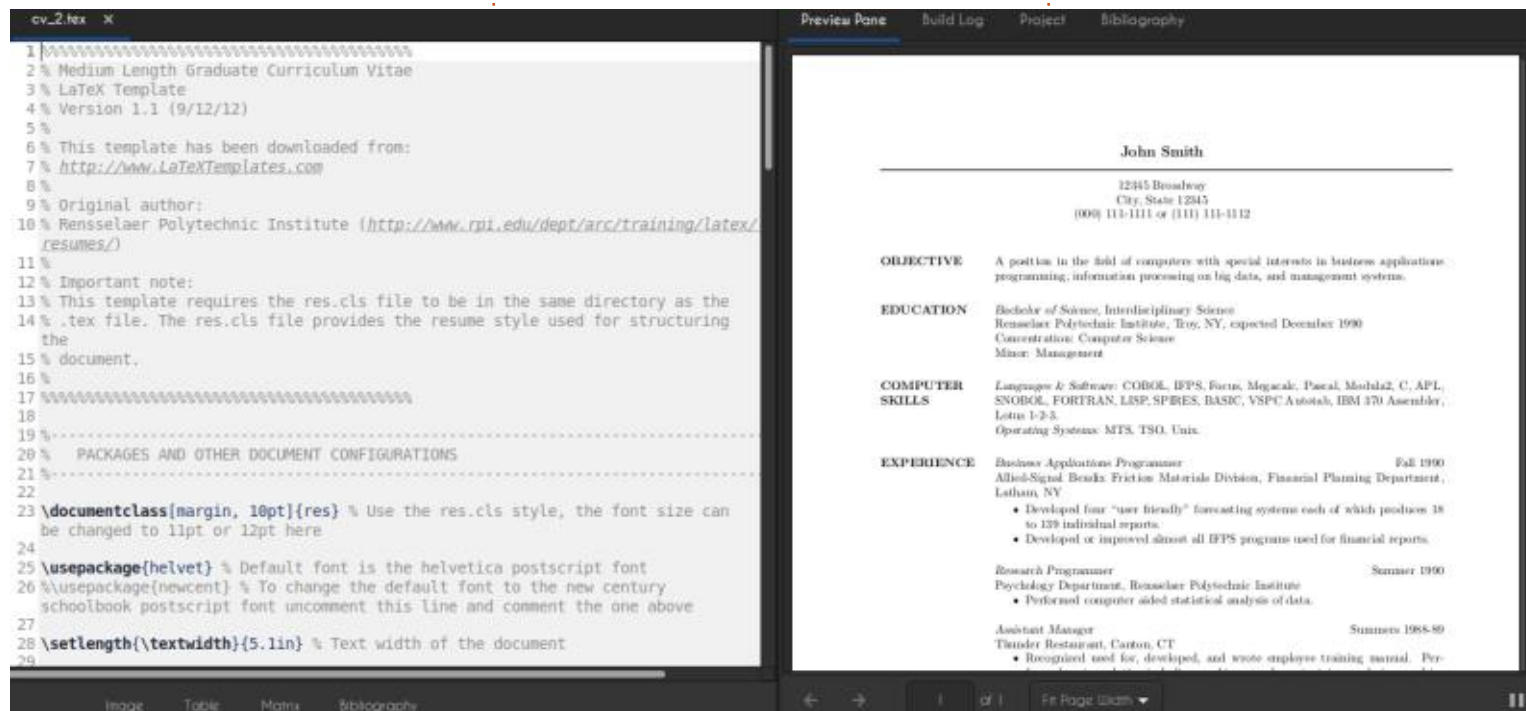 cv_2.tex ×
1 %%%%%%%%%%%%%%%%%%%%%%%%%%%%%%%%%%%%%%%%%
2 % Medium Length Graduate Curriculum Vitae
3 % LaTeX Template
4 % Version 1.1 (9/12/12)
5 %
6 % This template has been downloaded from:
7 % http://www.LaTeXTemplates.com
8 %
9 % Original author:
10 % Rensselaer Polytechnic Institute (http://www.rpi.edu/dept/arc/training/latex/
resumes/)
11 %
12 % Important note:
13 % This template requires the res.cls file to be in the same directory as the
14 % .tex file. The res.cls file provides the resume style used for structuring
the
15 % document.
16 %
17 %%%%%%%%%%%%%%%%%%%%%%%%%%%%%%%%%%%%%%%%%
18
19 %----------------------------------------------------------------------
20 % PACKAGES AND OTHER DOCUMENT CONFIGURATIONS
21 %----------------------------------------------------------------------
22
23 \documentclass[margin, 10pt]{res} % Use the res.cls style, the font size can
be changed to 11pt or 12pt here
24
25 \usepackage{helvet} % Default font is the helvetica postscript font
26 %\usepackage{newcent} % To change the default font to the new century
schoolbook postscript font uncomment this line and comment the one above
27
28 \setlength{\textwidth}{5.1in} % Text width of the document
29
Image Table Matrix Bibliography
Preview Pane Build Log Project Bibliography
John Smith
12345 Broadway
City, State 12345
(000) 111-1111 or (111) 111-1112
OBJECTIVE A position in the field of computers with special interests in business applications
programming, information processing on big data, and management systems.
EDUCATION Bachelor of Science, Interdisciplinary Science
Rensselaer Polytechnic Institute, Troy, NY, expected December 1990
Concentration: Computer Science
Minor: Management
COMPUTER Languages & Software: COBOL, IFPS, Focus, Megacalc, Pascal, Modula2, C, APL,
SKILLS SNOBOL, FORTRAN, LISP, SPIRES, BASIC, VSPC Autotab, IBM 370 Assembler,
Lotus 1-2-3.
Operating Systems: MTS, TSO, Unix.
EXPERIENCE Business Applications Programmer Fall 1990
Allied-Signal Bendix Friction Materials Division, Financial Planning Department,
Latham, NY
• Developed four "user friendly" forecasting systems each of which produces 18
to 139 individual reports.
• Developed or improved almost all IFPS programs used for financial reports.
Research Programmer Summer 1990
Psychology Department, Rensselaer Polytechnic Institute
• Performed computer aided statistical analysis of data.
Assistant Manager Summers 1988-89
Thunder Restaurant, Canton, CT
• Recognized need for, developed, and wrote employee training manual. Per-
1 of 1 Fit Page Width